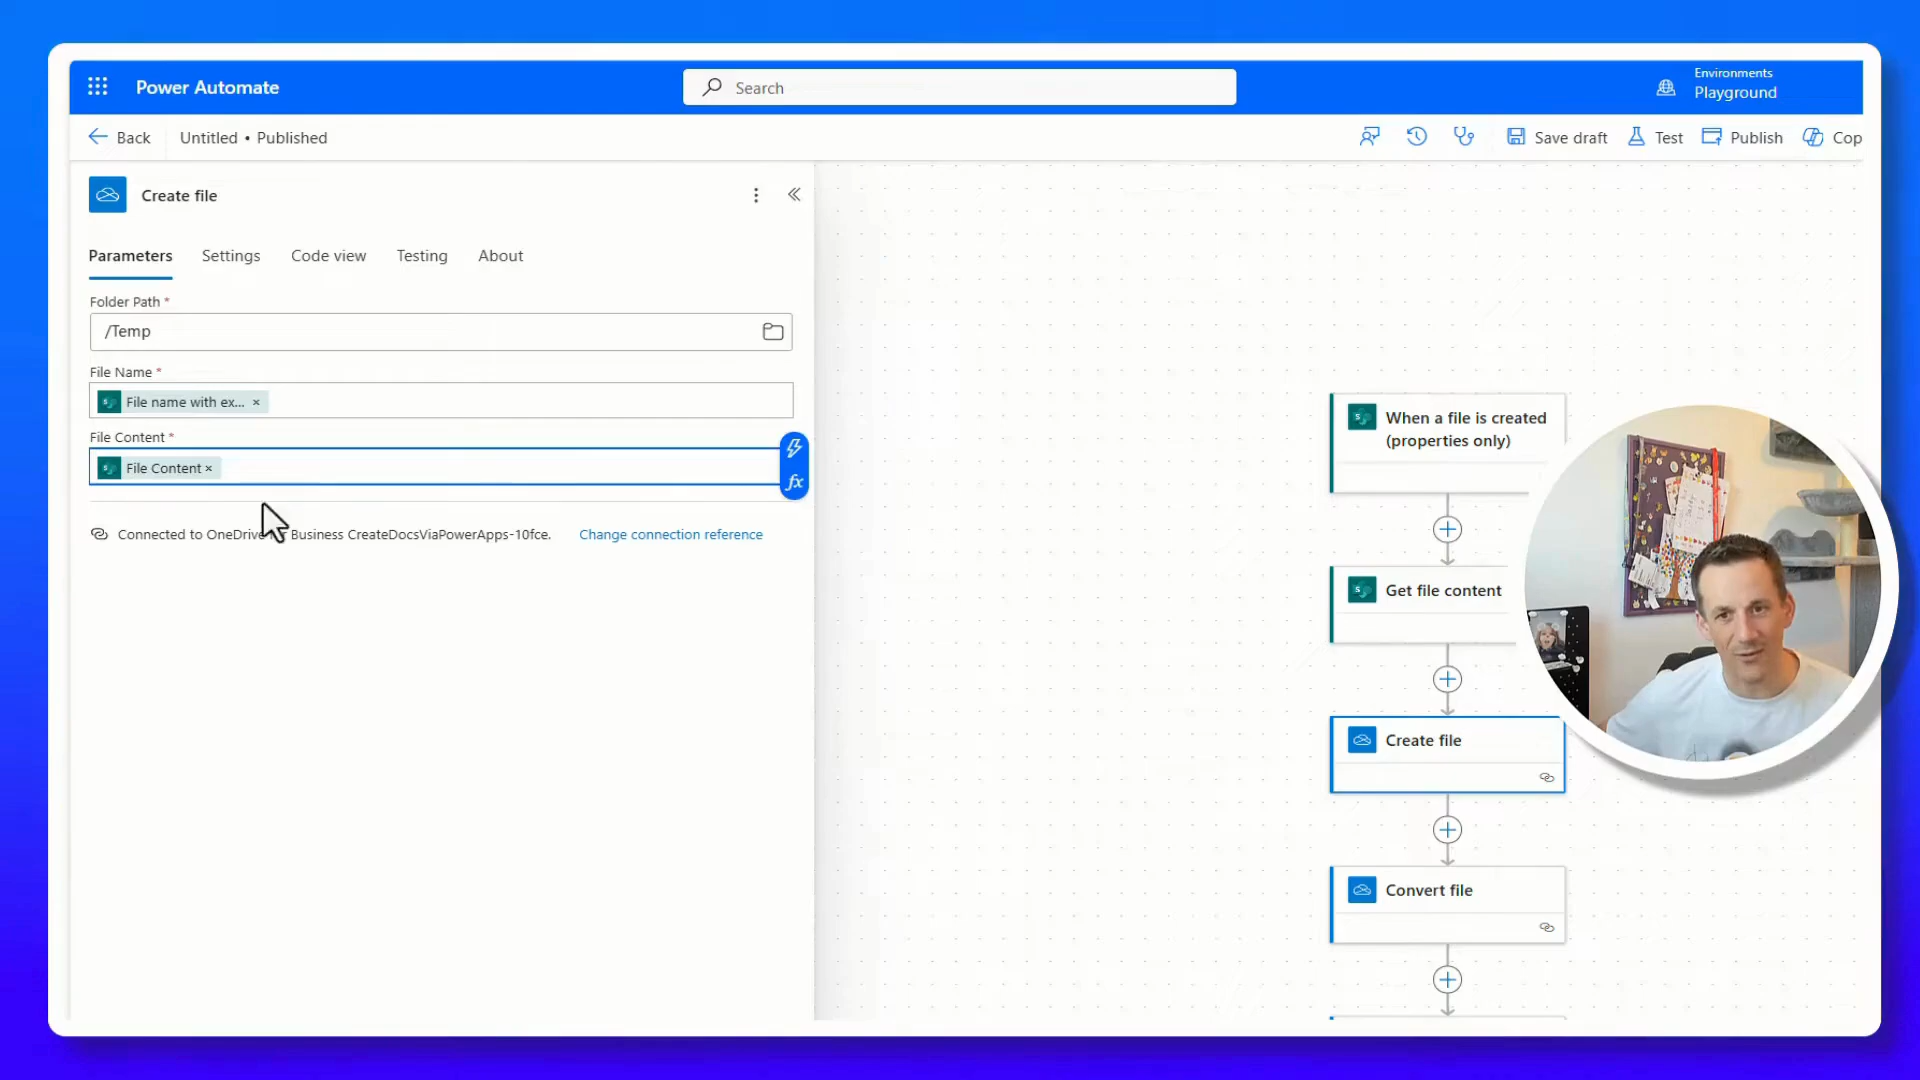 Power Automate
Search
Environments
Playground
Back
Untitled • Published
Save draft
Test
Publish
Cop
Create file
Parameters
Settings
Code view
Testing
About
Folder Path *
/Temp
File Name *
File name with ex... ×
File Content *
File Content ×
fx
Connected to OneDrive Business CreateDocsViaPowerApps-10fce.
Change connection reference
When a file is created
(properties only)
Get file content
Create file
Convert file